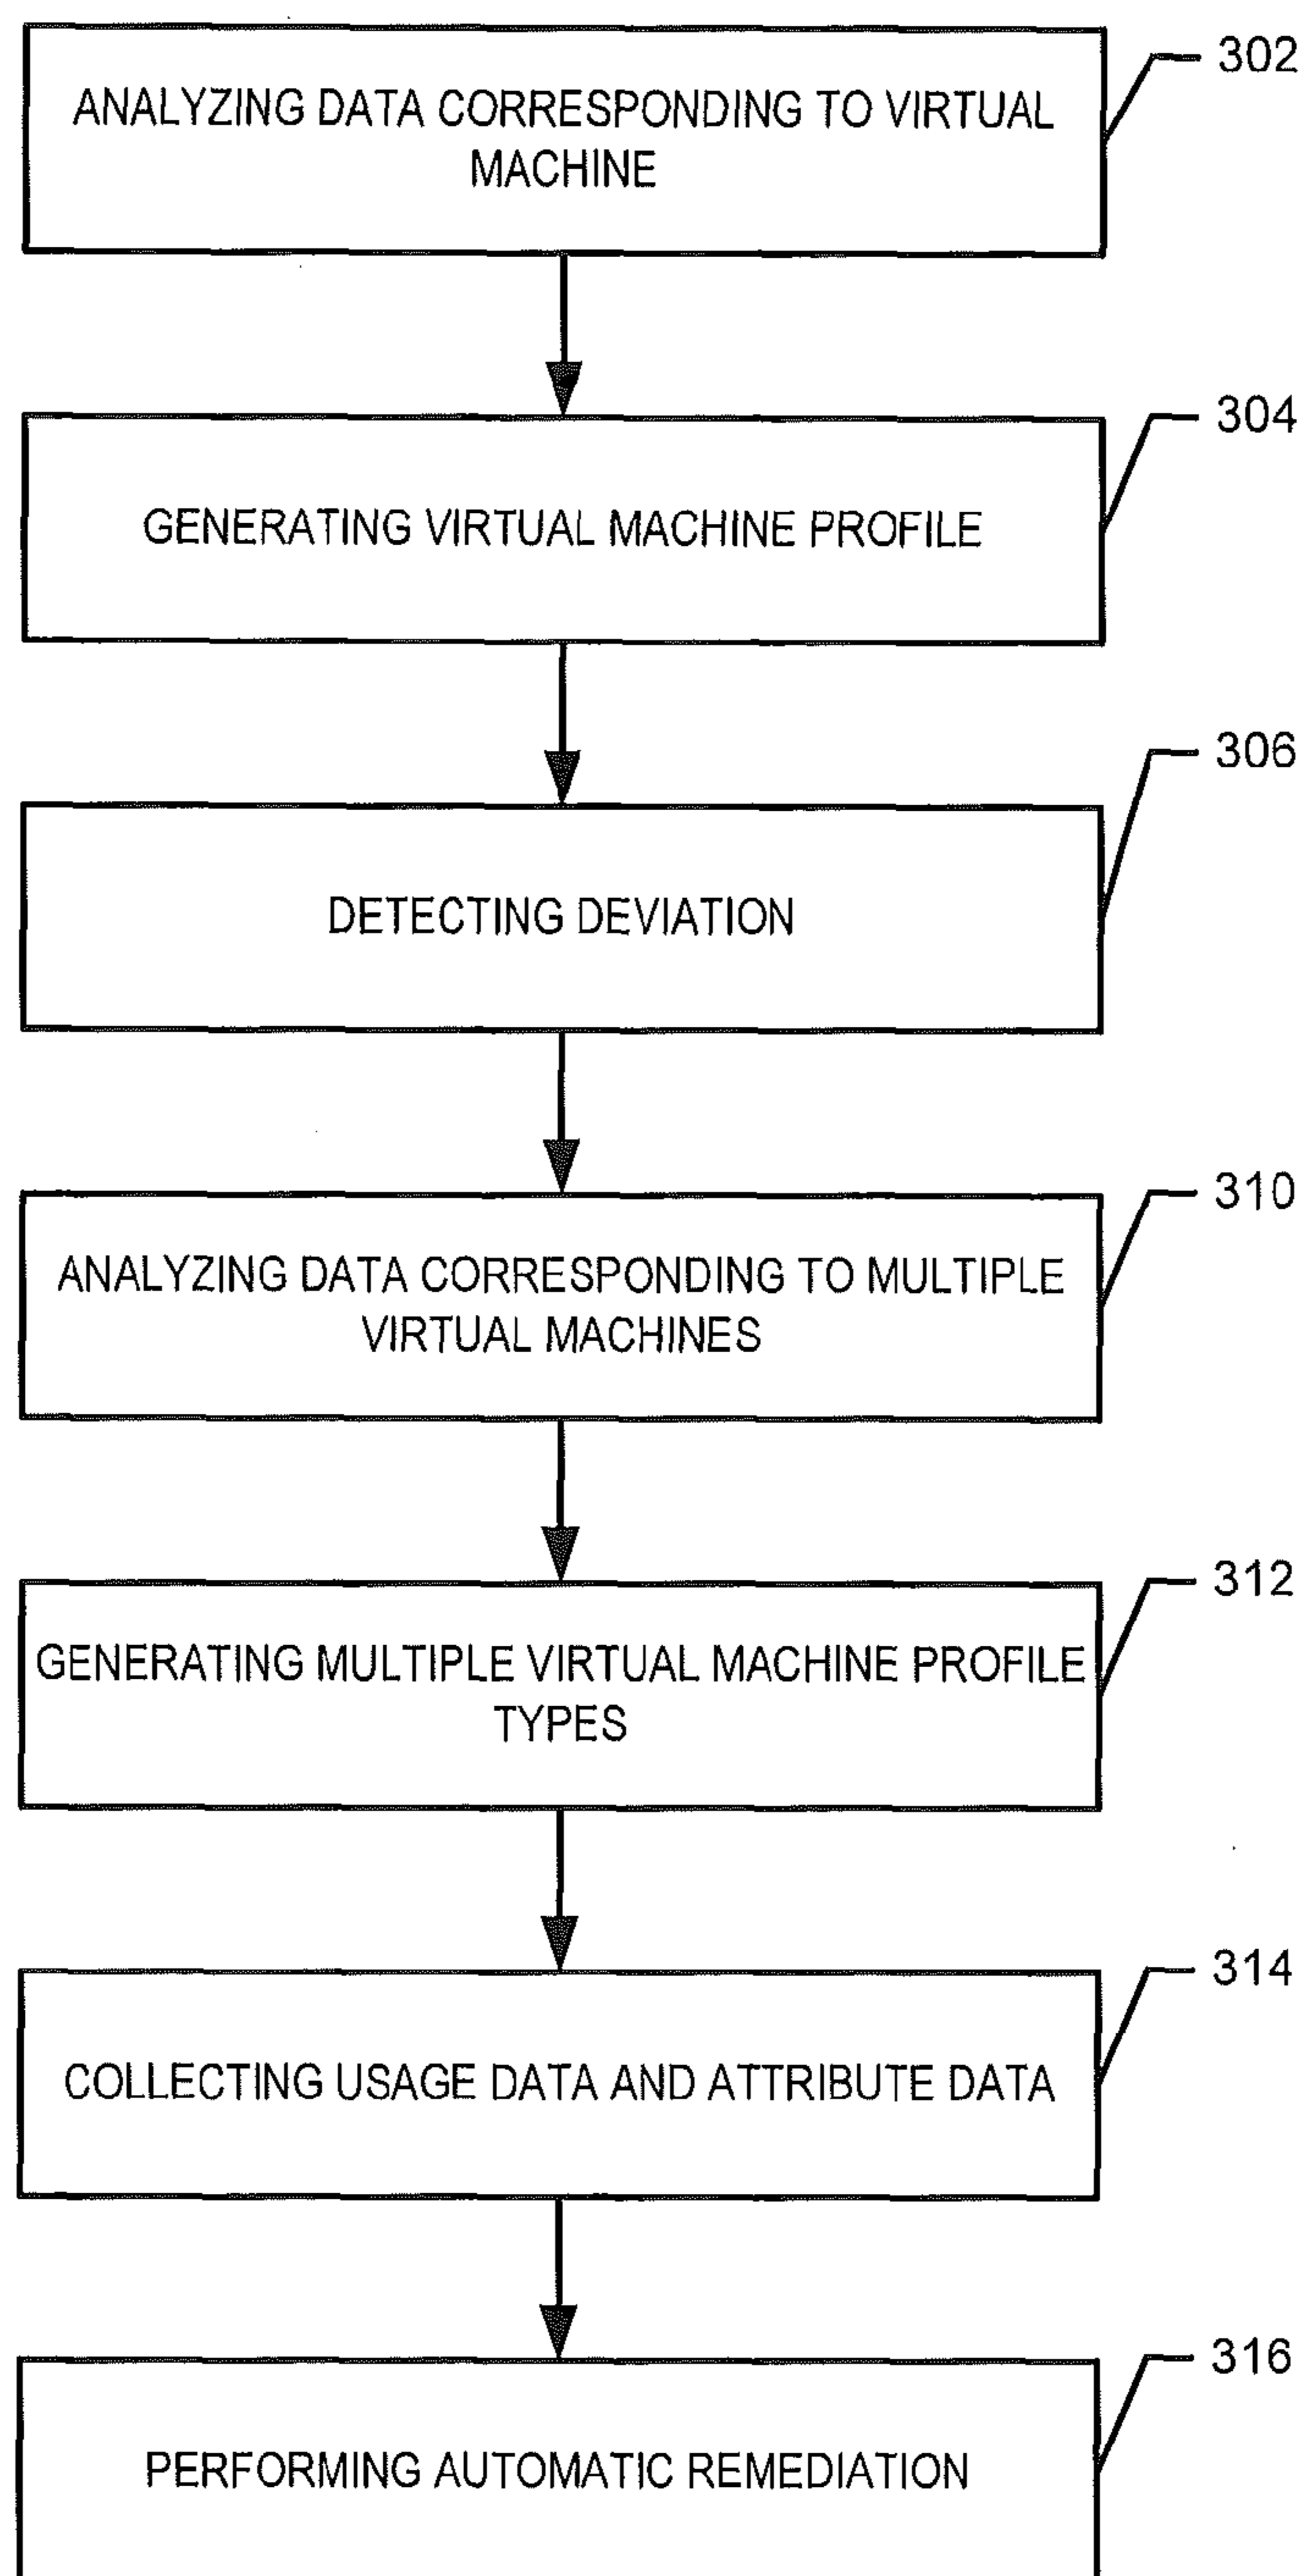 302
ANALYZING DATA CORRESPONDING TO VIRTUAL
MACHINE
304
GENERATING VIRTUAL MACHINE PROFILE
306
DETECTING DEVIATION
310
ANALYZING DATA CORRESPONDING TO MULTIPLE
VIRTUAL MACHINES
312
GENERATING MULTIPLE VIRTUAL MACHINE PROFILE
TYPES
314
COLLECTING USAGE DATA AND ATTRIBUTE DATA
316
PERFORMING AUTOMATIC REMEDIATION